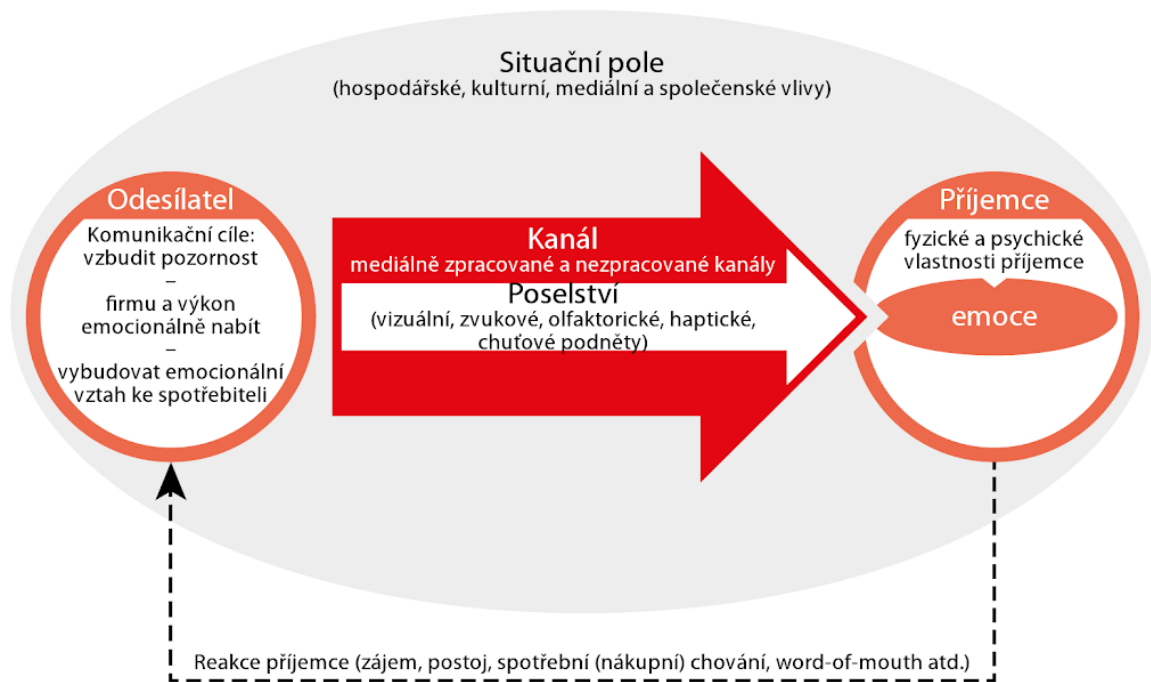 Situační pole
(hospodářské, kulturní, mediální a společenské vlivy)
Odesílatel
Komunikační cíle:
vzbudit pozornost
–
firmu a výkon
emocionálně nabít
–
vybudovat emocionální
vztah ke spotřebiteli
Kanál
mediálně zpracované a nezpracované kanály
Poselství
(vizuální, zvukové, olfaktorické, haptické,
chuťové podněty)
Příjemce
fyzické a psychické
vlastnosti příjemce
emoce
Reakce příjemce (zájem, postoj, spotřební (nákupní) chování, word-of-mouth atd.)